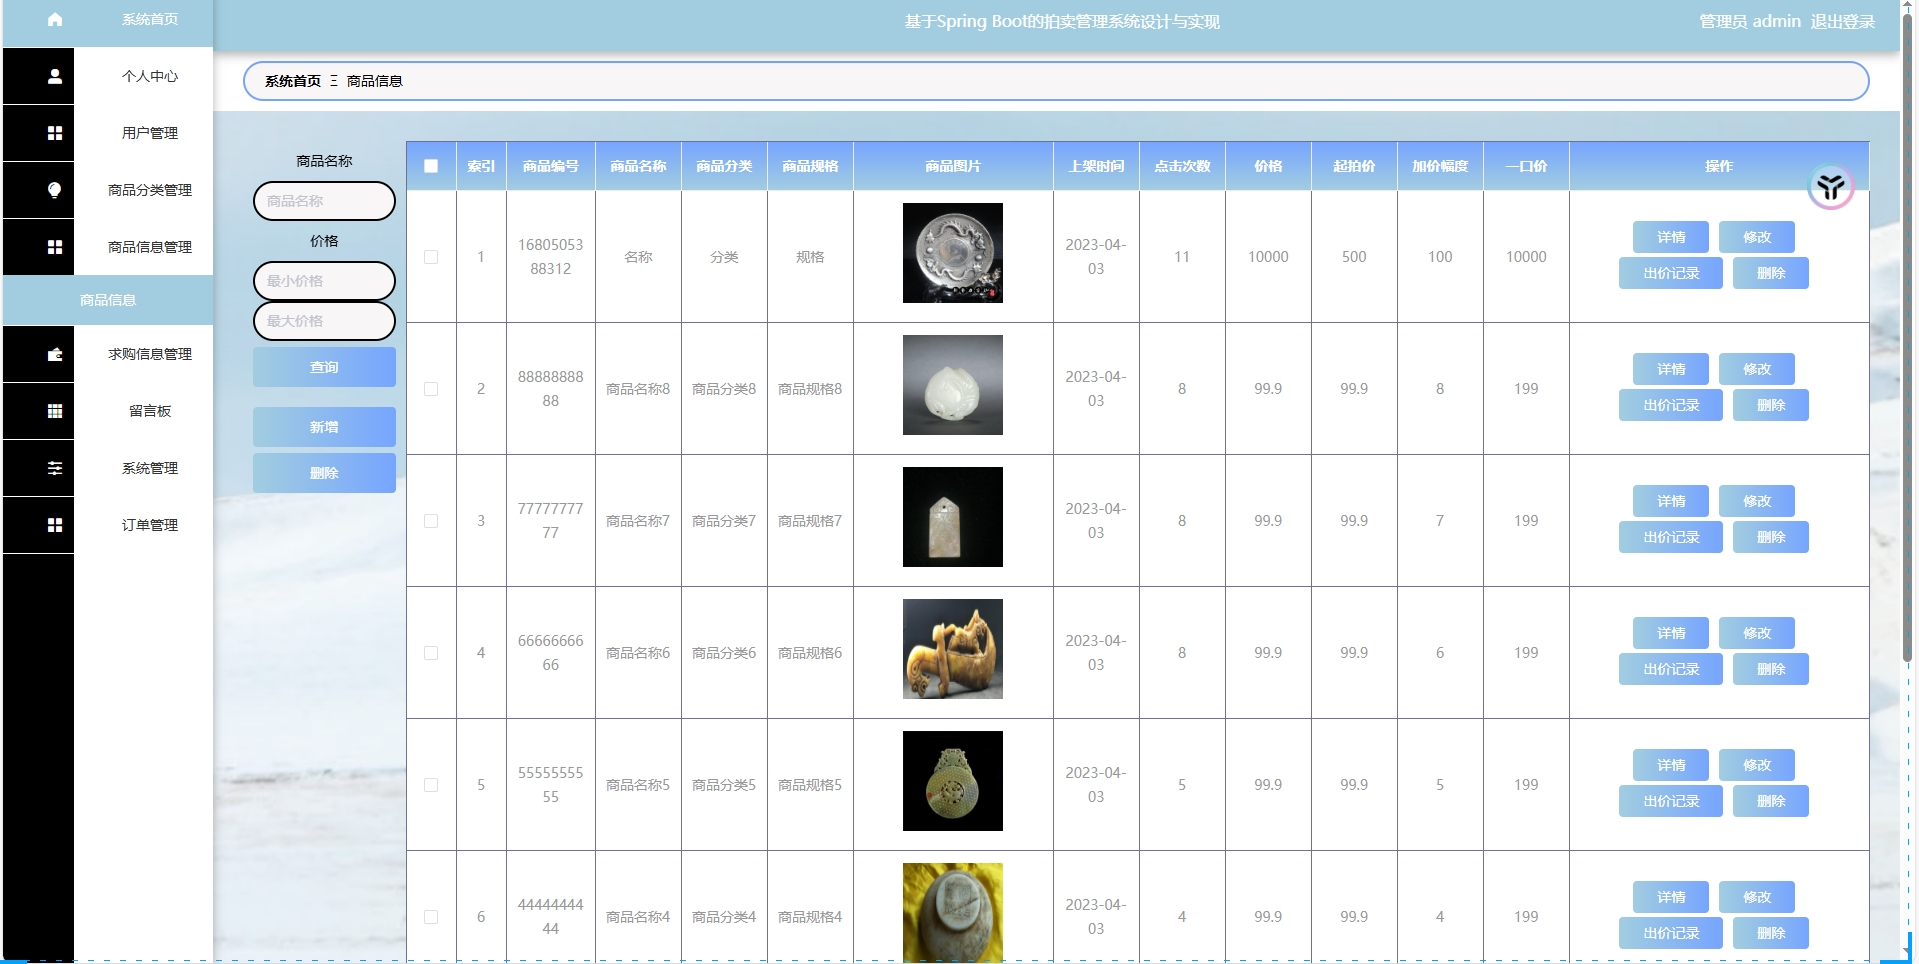 系统首页
基于Spring Boot的拍卖管理系统设计与实现
管理员 admin 退出登录
个人中心
用户管理
商品分类管理
商品信息管理
商品信息
求购信息管理
留言板
系统管理
订单管理
系统首页 Ξ 商品信息
商品名称
商品名称
价格
最小价格
最大价格
查询
新增
删除
索引 商品编号 商品名称 商品分类 商品规格 商品图片 上架时间 点击次数 价格 起拍价 加价幅度 一口价 操作
1 16805053 名称 分类 规格 2023-04- 11 10000 500 100 10000 详情 修改
88312 03 出价记录 删除
2 88888888 商品名称8 商品分类8 商品规格8 2023-04- 8 99.9 99.9 8 199 详情 修改
88 03 出价记录 删除
3 77777777 商品名称7 商品分类7 商品规格7 2023-04- 8 99.9 99.9 7 199 详情 修改
77 03 出价记录 删除
4 66666666 商品名称6 商品分类6 商品规格6 2023-04- 8 99.9 99.9 6 199 详情 修改
66 03 出价记录 删除
5 55555555 商品名称5 商品分类5 商品规格5 2023-04- 5 99.9 99.9 5 199 详情 修改
55 03 出价记录 删除
6 44444444 商品名称4 商品分类4 商品规格4 2023-04- 4 99.9 99.9 4 199 详情 修改
44 03 出价记录 删除